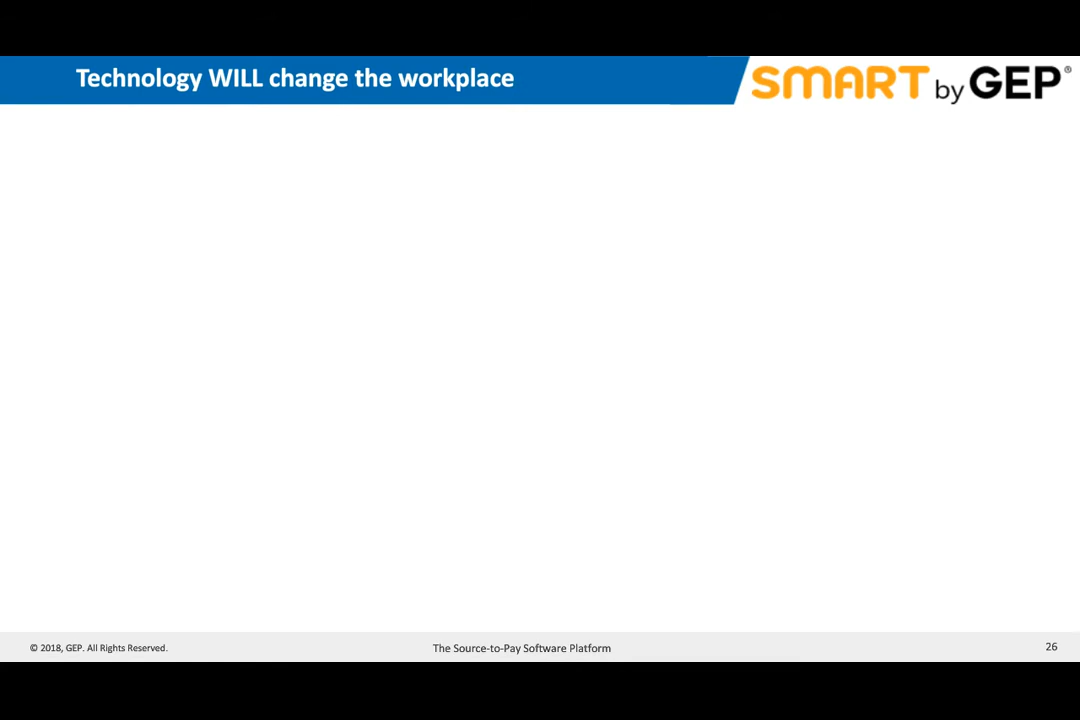 Technology WILL change the workplace
SMART by GEP®
© 2018, GEP. All Rights Reserved.
The Source-to-Pay Software Platform
26